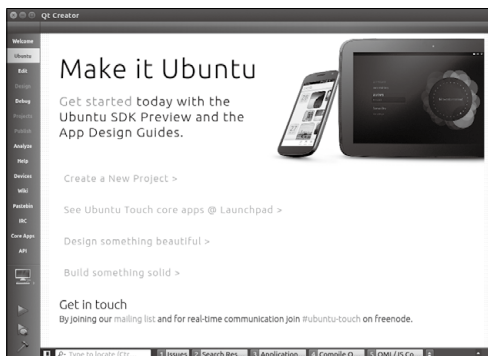 Qt Creator
Welcome
Ubuntu
Edit
Design
Debug
Projects
Publish
Analyze
Help
Devices
Wiki
Pastebin
IRC
Core Apps
API
Make it Ubuntu
Get started today with the
Ubuntu SDK Preview and the
App Design Guides.
Create a New Project >
See Ubuntu Touch core apps @ Launchpad >
Design something beautiful >
Build something solid >
Get in touch
By joining our mailing list and for real-time communication join #ubuntu-touch on freenode.
Type to locate (Ctr 1 Issues 2 Search Res... 3 Application... 4 Compile O... 5 QML/JS Co...